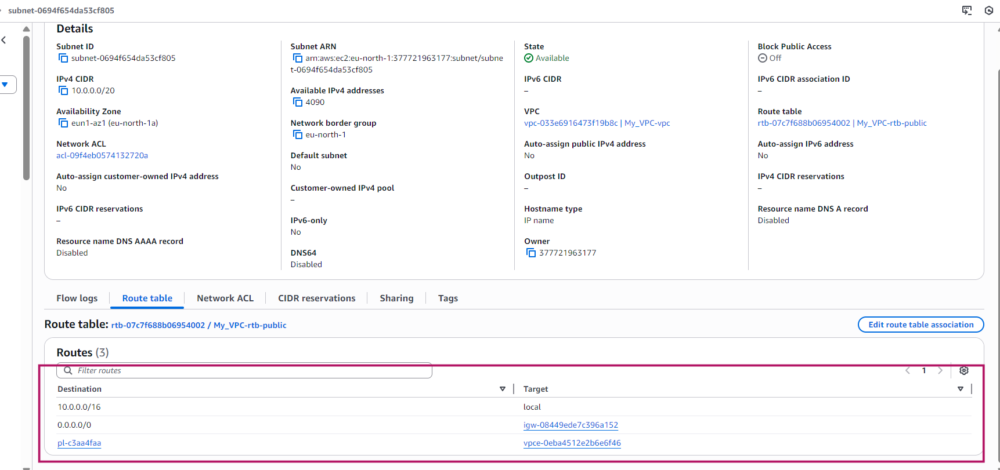 subnet-0694f654da53cf805
Details
Subnet ID
subnet-0694f654da53cf805
IPv4 CIDR
10.0.0.0/20
Availability Zone
eun1-az1 (eu-north-1a)
Network ACL
acl-09f4eb0574132720a
Auto-assign customer-owned IPv4 address
No
IPv6 CIDR reservations
–
Resource name DNS AAAA record
Disabled
Subnet ARN
arn:aws:ec2:eu-north-1:377721963177:subnet/subne
t-0694f654da53cf805
Available IPv4 addresses
4090
Network border group
eu-north-1
Default subnet
No
Customer-owned IPv4 pool
–
IPv6-only
No
DNS64
Disabled
State
Available
IPv6 CIDR
–
VPC
vpc-033e6916473f19b8c | My_VPC-vpc
Auto-assign public IPv4 address
No
Outpost ID
–
Hostname type
IP name
Owner
377721963177
Block Public Access
Off
IPv6 CIDR association ID
–
Route table
rtb-07c7f688b06954002 | My_VPC-rtb-public
Auto-assign IPv6 address
No
IPv4 CIDR reservations
–
Resource name DNS A record
Disabled
Flow logs
Route table
Network ACL
CIDR reservations
Sharing
Tags
Route table: rtb-07c7f688b06954002 / My_VPC-rtb-public
Edit route table association
Routes (3)
Filter routes
1
Destination Target
10.0.0.0/16 local
0.0.0.0/0 igw-08449ede7c396a152
pl-c3aa4faa vpce-0eba4512e2b6e6f46